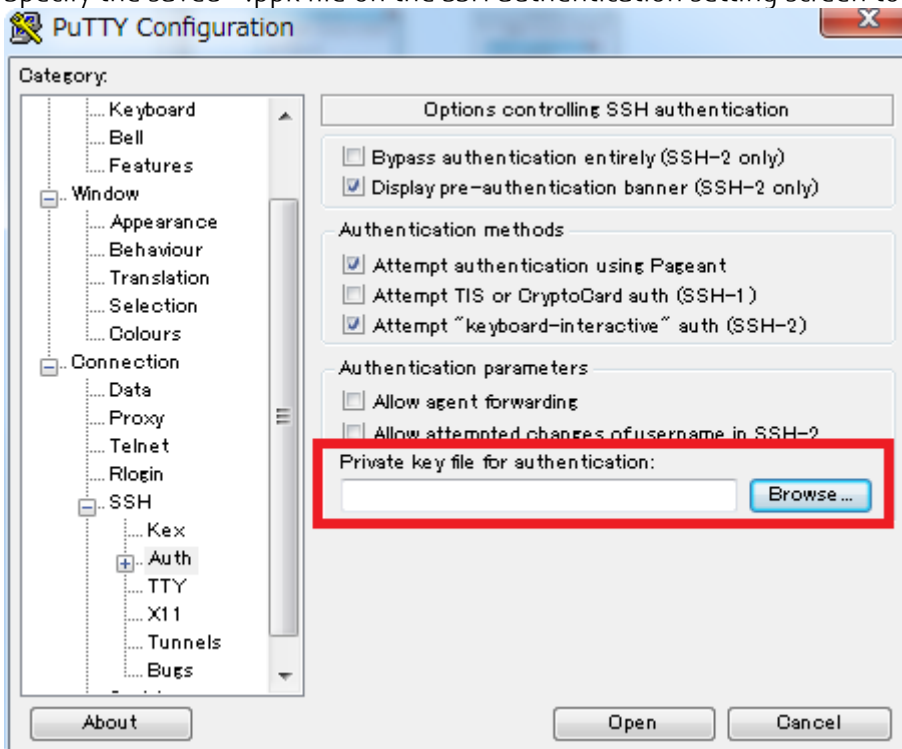 PuTTY Configuration
Category:
Keyboard
Bell
Features
Window
Appearance
Behaviour
Translation
Selection
Colours
Connection
Data
Proxy
Telnet
Rlogin
SSH
Kex
Auth
TTY
X11
Tunnels
Bugs
Options controlling SSH authentication
Bypass authentication entirely (SSH-2 only)
Display pre-authentication banner (SSH-2 only)
Authentication methods
Attempt authentication using Pageant
Attempt TIS or CryptoCard auth (SSH-1)
Attempt "keyboard-interactive" auth (SSH-2)
Authentication parameters
Allow agent forwarding
Allow attempted changes of username in SSH-2
Private key file for authentication:
Browse...
About
Open
Cancel